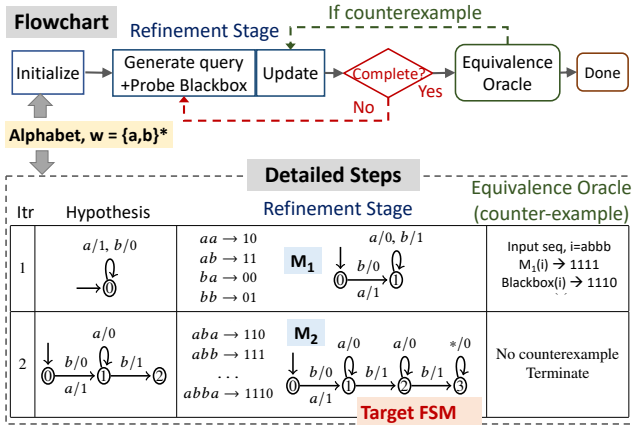 Flowchart
If counterexample
Refinement Stage
Initialize
Generate query
+Probe Blackbox
Update
Complete?
Equivalence
Oracle
Done
No
Yes
Alphabet, w = {a,b}*
Detailed Steps
Itr
Hypothesis
Refinement Stage
Equivalence Oracle
(counter-example)
1
a/1, b/0
0
aa → 10
ab → 11
ba → 00
bb → 01
M₁
a/0, b/1
0
b/0
a/1
1
Input seq, i=abbb
M₁(i) → 1111
Blackbox(i) → 1110
2
a/0
0
b/0
a/1
1
b/1
2
aba → 110
abb → 111
...
abba → 1110
M₂
a/0
a/0
*/0
0
b/0
a/1
1
b/1
2
b/1
3
Target FSM
No counterexample
Terminate